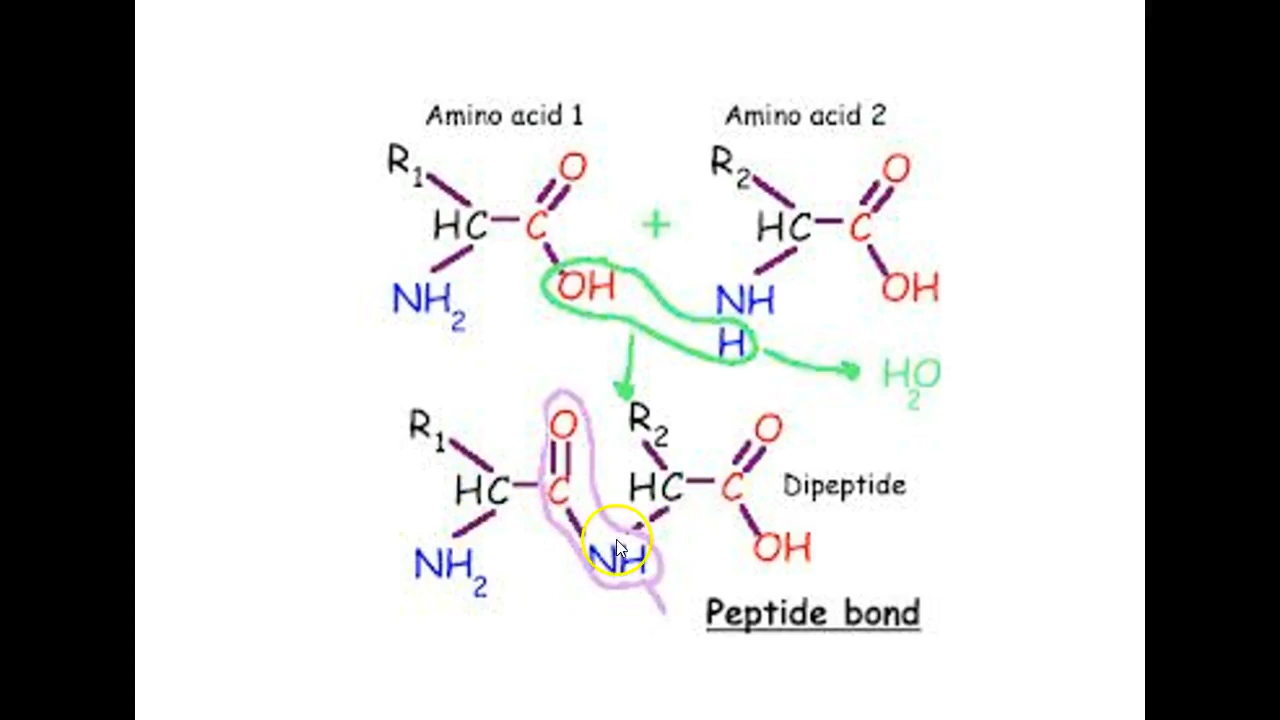 Amino acid 1 Amino acid 2
R1 O R2 O
HC C + HC C
NH2 OH NH OH
H
H2O
R1 O R2 O
HC C HC C Dipeptide
NH2 NH OH
Peptide bond